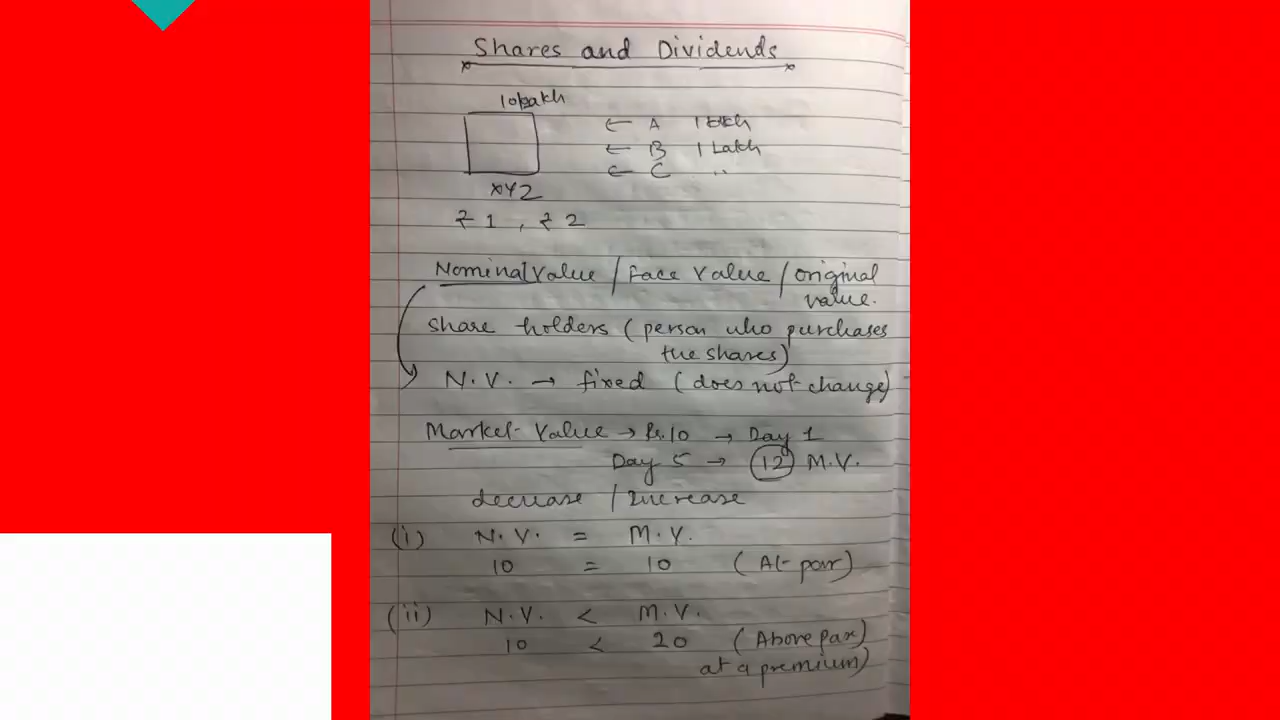 Shares and Dividends
10 Lakh
← A 1 Lakh
← B 1 Lakh
← C "
XYZ
₹ 1 , ₹ 2
Nominal Value / Face Value / original
value.
Share holders (person who purchases
the shares)
N.V. → fixed (does not change)
Market Value → Rs.10 → Day 1
Day 5 → 12 M.V.
decrease / Increase
(i) N.V. = M.V.
10 = 10 (At par)
(ii) N.V. < M.V.
10 < 20 (Above par)
at a premium)